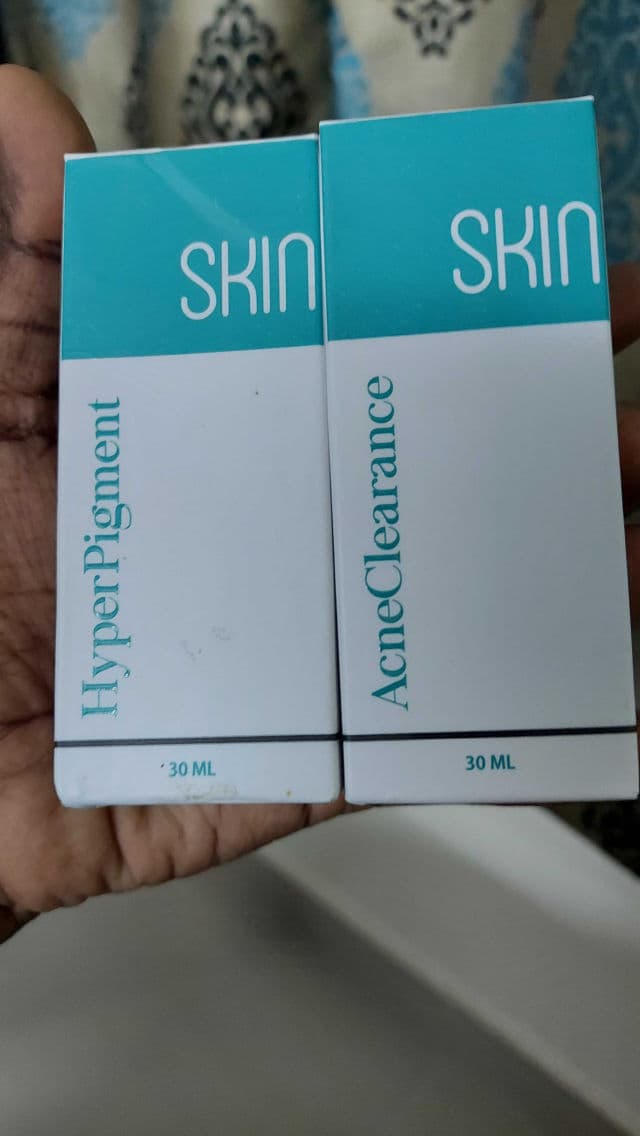 SKIN
HyperPigment
30 ML
SKIN
AcneClearance
30 ML